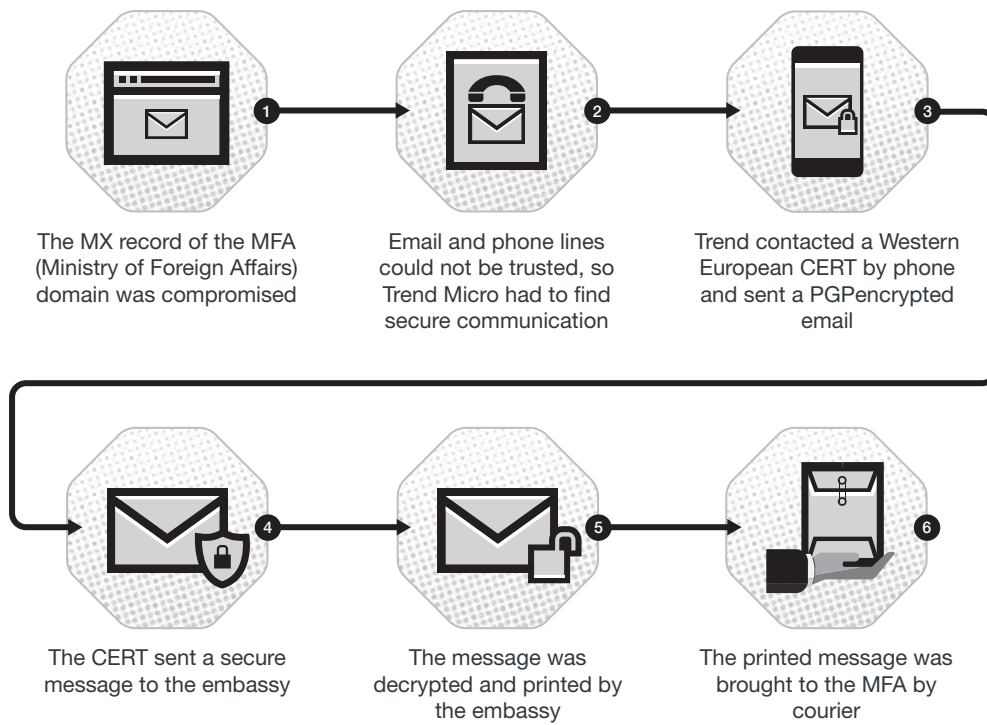 1
The MX record of the MFA
(Ministry of Foreign Affairs)
domain was compromised
2
Email and phone lines
could not be trusted, so
Trend Micro had to find
secure communication
3
Trend contacted a Western
European CERT by phone
and sent a PGPencrypted
email
4
The CERT sent a secure
message to the embassy
5
The message was
decrypted and printed by
the embassy
6
The printed message was
brought to the MFA by
courier